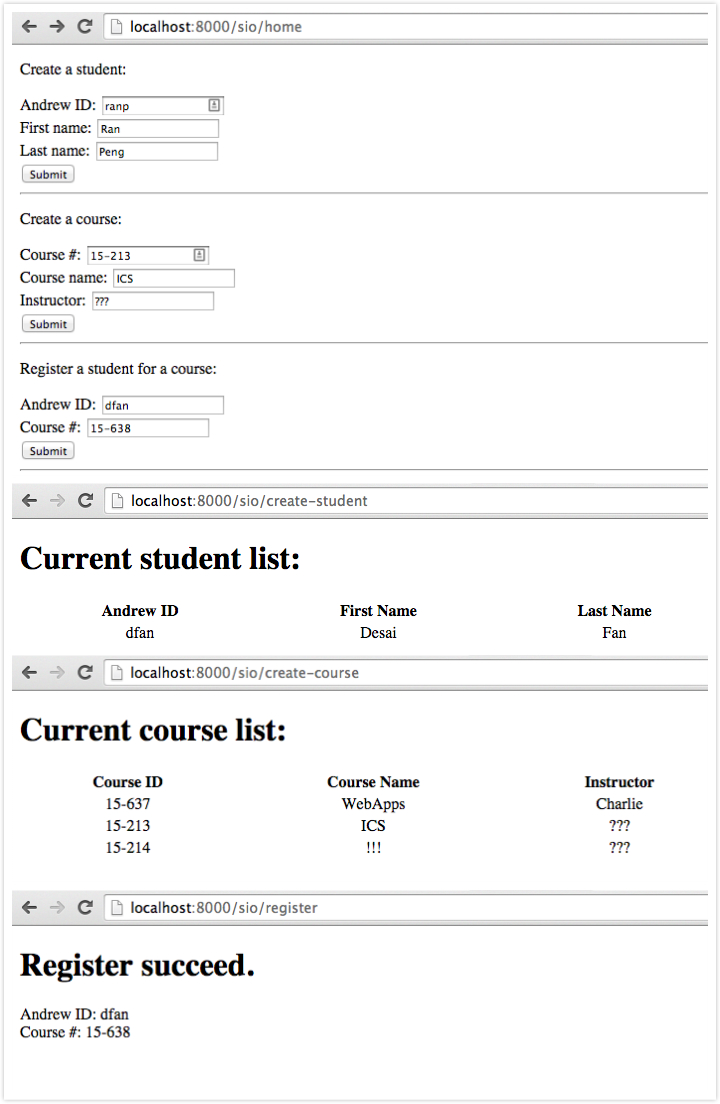 localhost:8000/sio/home
Create a student:
Andrew ID: ranp
First name: Ran
Last name: Peng
Submit
Create a course:
Course #: 15-213
Course name: ICS
Instructor: ???
Submit
Register a student for a course:
Andrew ID: dfan
Course #: 15-638
Submit
localhost:8000/sio/create-student
Current student list:
Andrew ID First Name Last Name
dfan Desai Fan
localhost:8000/sio/create-course
Current course list:
Course ID Course Name Instructor
15-637 WebApps Charlie
15-213 ICS ???
15-214 !!! ???
localhost:8000/sio/register
Register succeed.
Andrew ID: dfan
Course #: 15-638